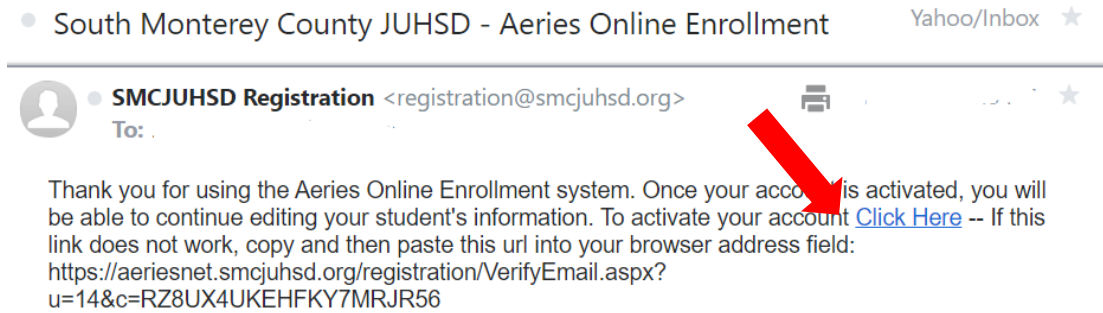 South Monterey County JUHSD - Aeries Online Enrollment Yahoo/Inbox
SMCJUHSD Registration <registration@smcjuhsd.org>
To:
Thank you for using the Aeries Online Enrollment system. Once your account is activated, you will
be able to continue editing your student's information. To activate your account Click Here -- If this
link does not work, copy and then paste this url into your browser address field:
https://aeriesnet.smcjuhsd.org/registration/VerifyEmail.aspx?
u=14&c=RZ8UX4UKEHFKY7MRJR56